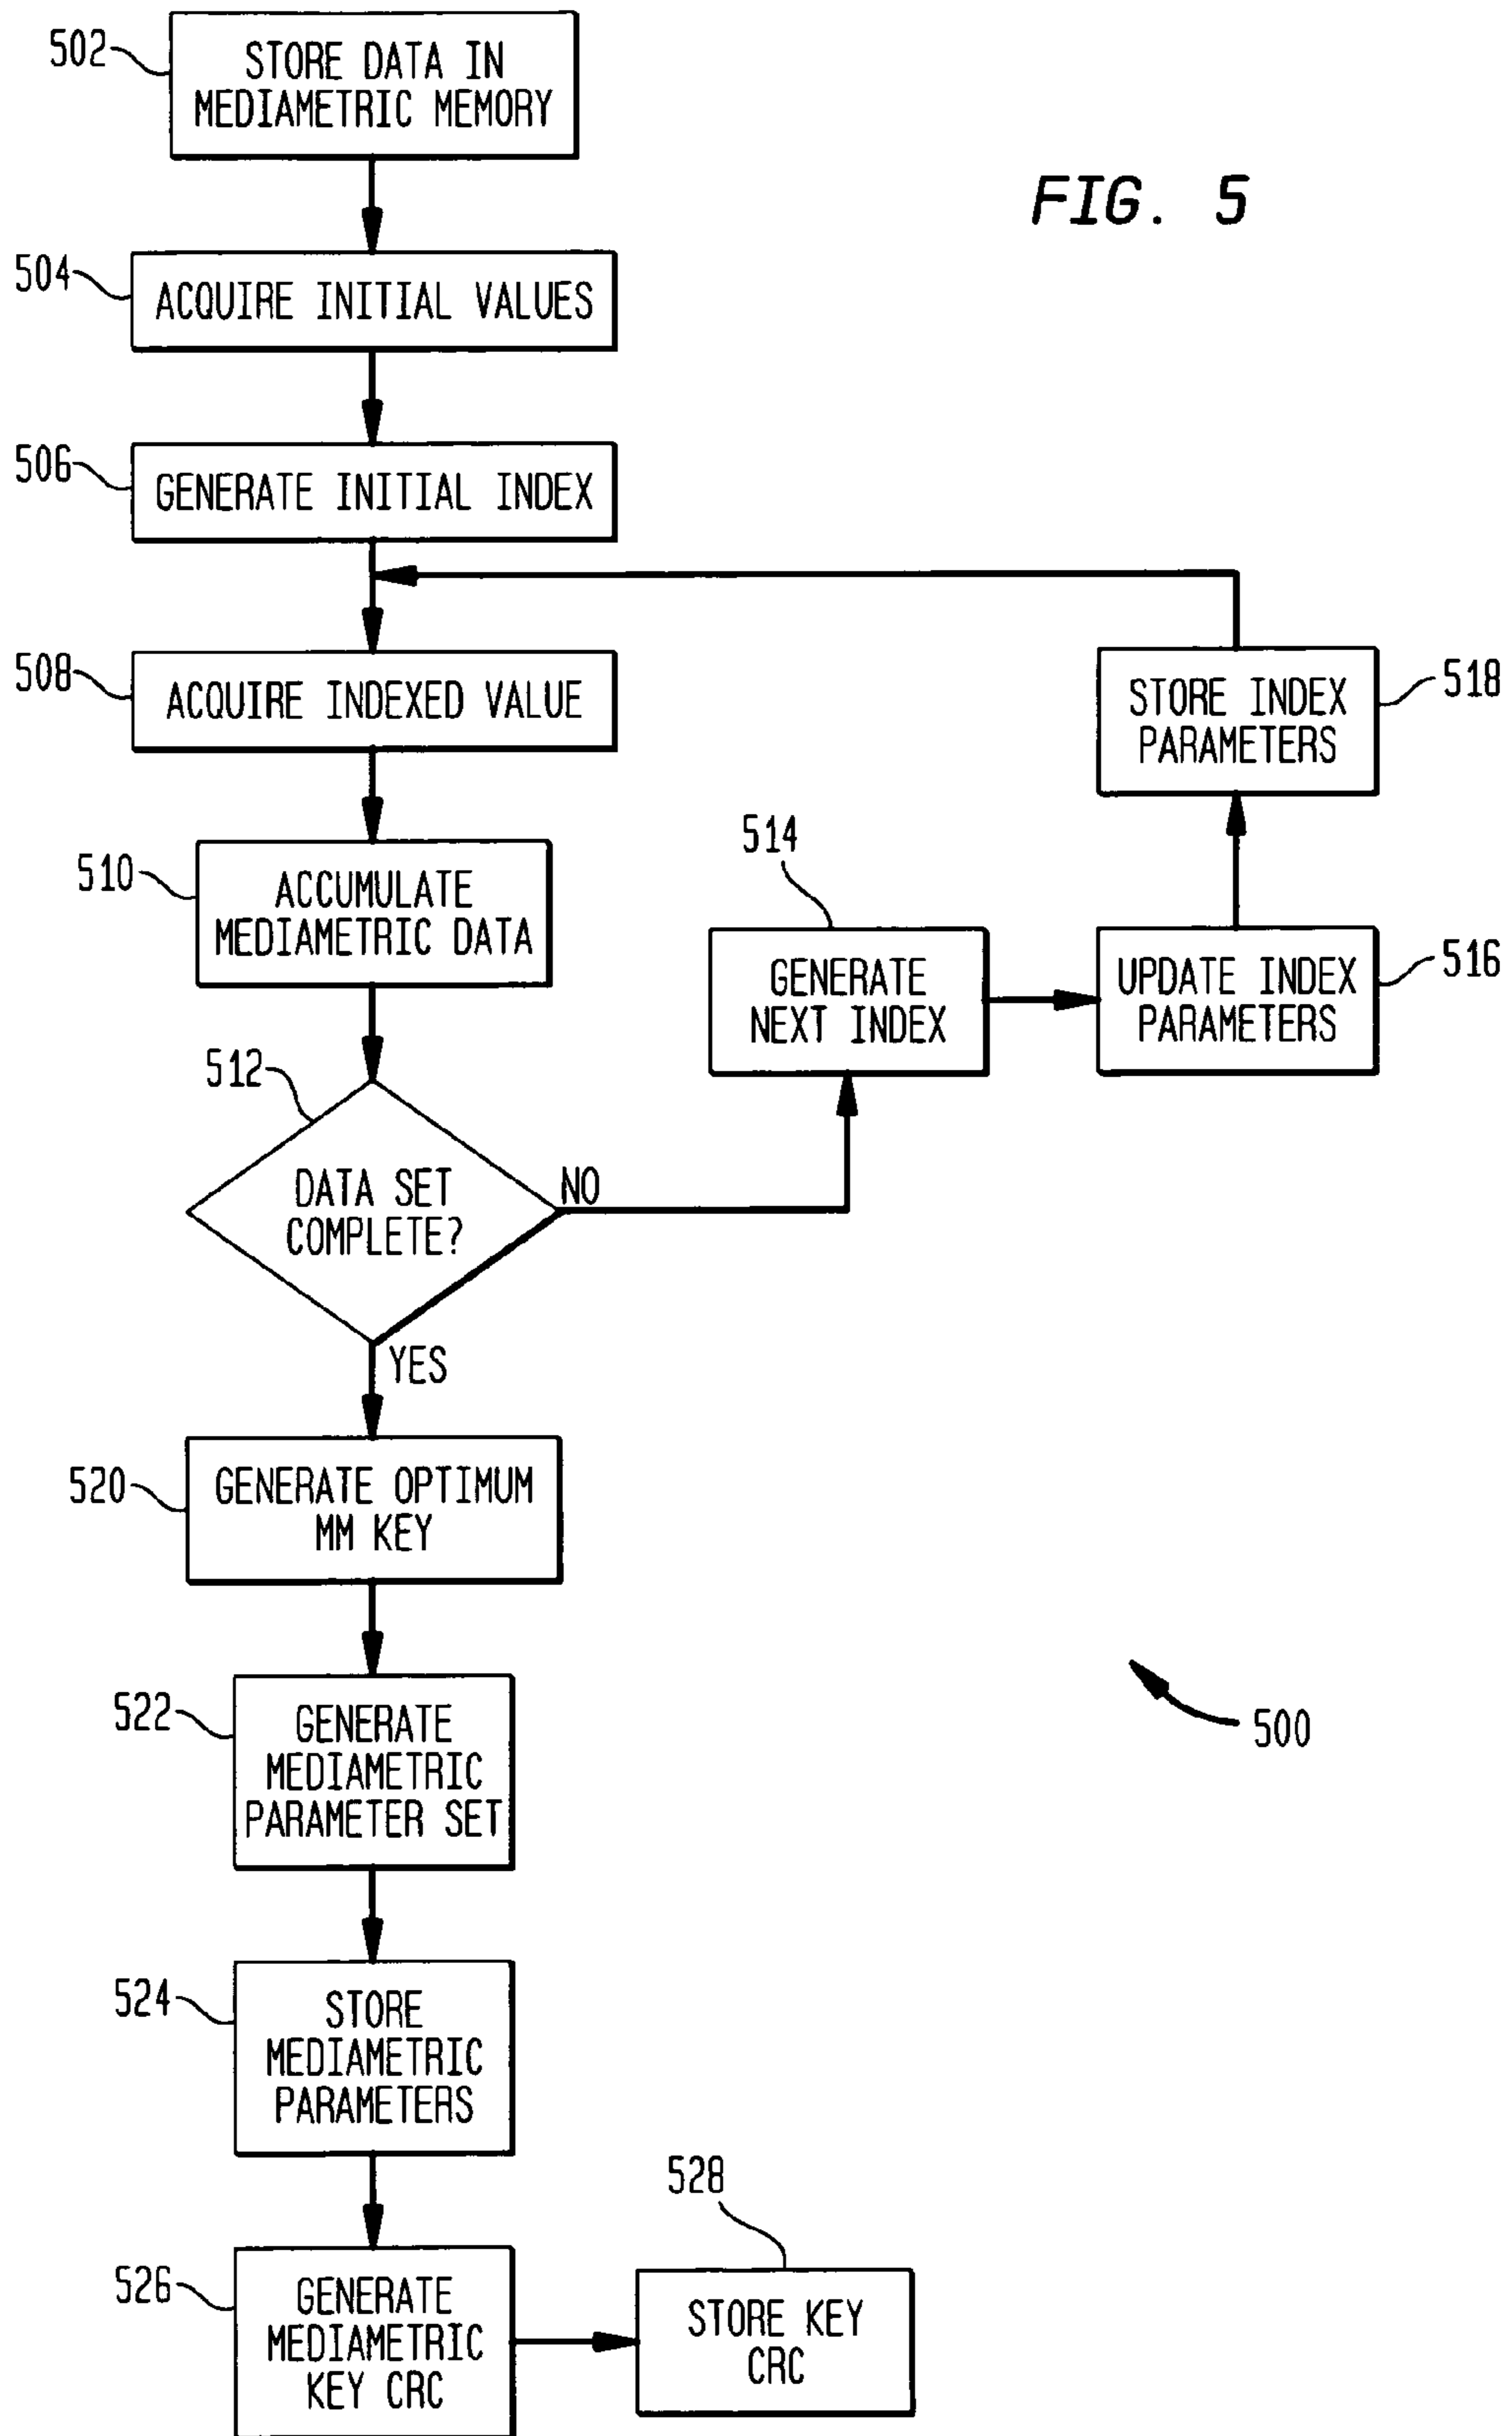 502
STORE DATA IN
MEDIAMETRIC MEMORY
FIG. 5
504
ACQUIRE INITIAL VALUES
506
GENERATE INITIAL INDEX
508
ACQUIRE INDEXED VALUE
518
STORE INDEX
PARAMETERS
510
ACCUMULATE
MEDIAMETRIC DATA
514
GENERATE
NEXT INDEX
516
UPDATE INDEX
PARAMETERS
512
DATA SET
COMPLETE?
NO
YES
520
GENERATE OPTIMUM
MM KEY
522
GENERATE
MEDIAMETRIC
PARAMETER SET
500
524
STORE
MEDIAMETRIC
PARAMETERS
526
GENERATE
MEDIAMETRIC
KEY CRC
528
STORE KEY
CRC